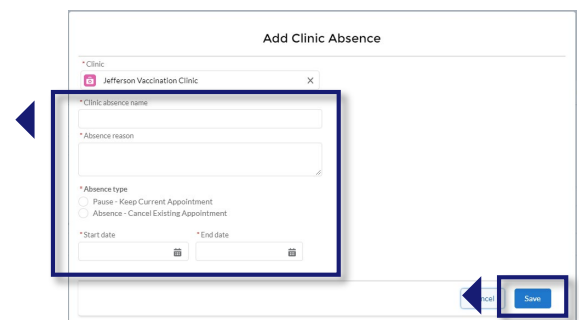 Add Clinic Absence
* Clinic
Jefferson Vaccination Clinic
* Clinic absence name
* Absence reason
* Absence type
Pause - Keep Current Appointment
Absence - Cancel Existing Appointment
* Start date * End date
Save